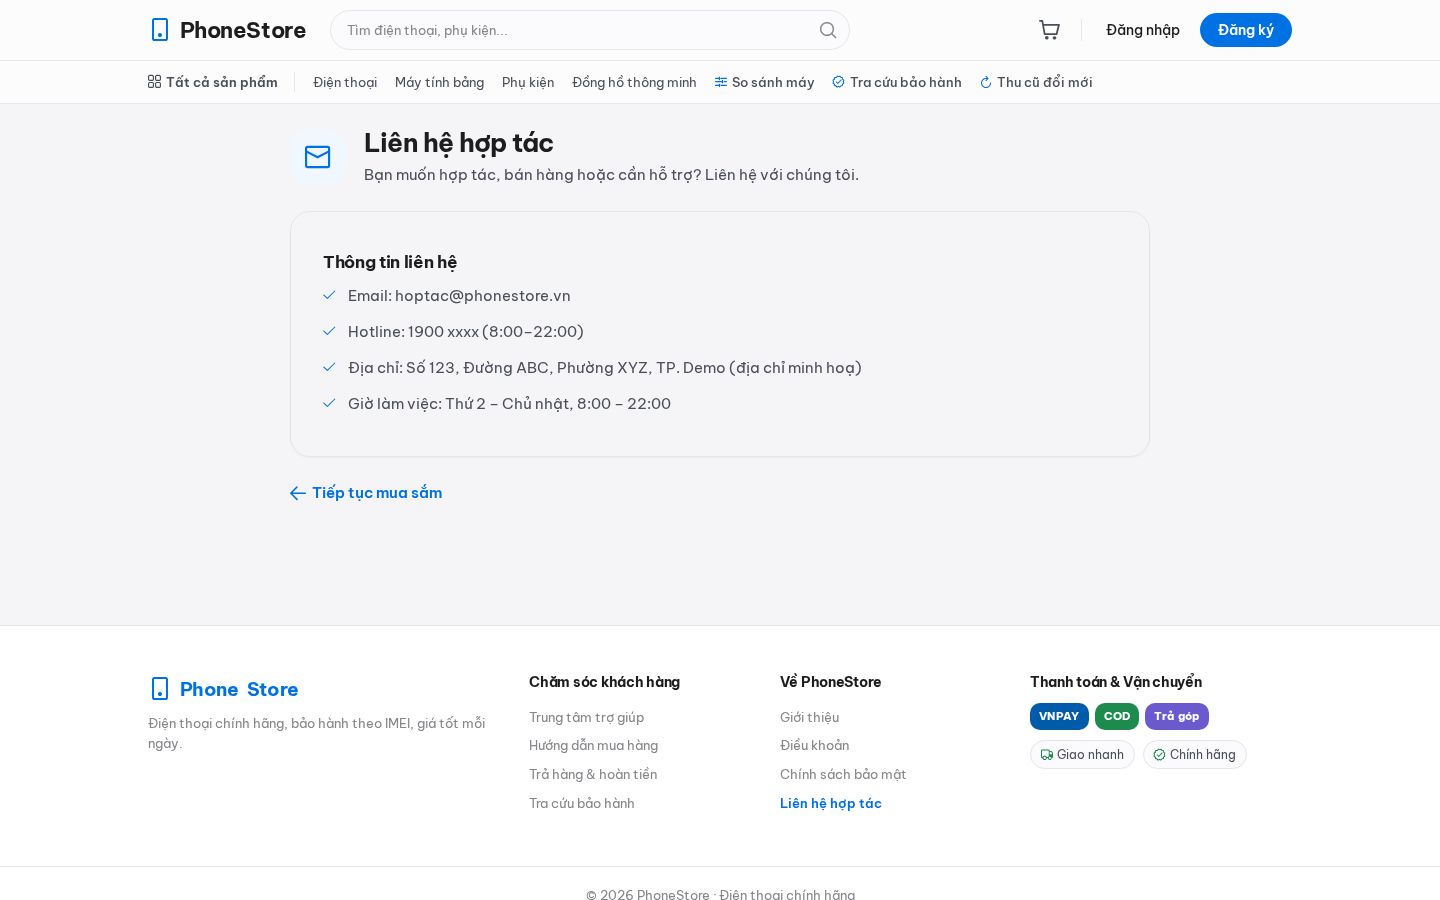 PhoneStore
Tìm điện thoại, phụ kiện...
Đăng nhập
Đăng ký
Tất cả sản phẩm
Điện thoại
Máy tính bảng
Phụ kiện
Đồng hồ thông minh
So sánh máy
Tra cứu bảo hành
Thu cũ đổi mới
Liên hệ hợp tác
Bạn muốn hợp tác, bán hàng hoặc cần hỗ trợ? Liên hệ với chúng tôi.
Thông tin liên hệ
Email: hoptac@phonestore.vn
Hotline: 1900 xxxx (8:00–22:00)
Địa chỉ: Số 123, Đường ABC, Phường XYZ, TP. Demo (địa chỉ minh hoạ)
Giờ làm việc: Thứ 2 – Chủ nhật, 8:00 – 22:00
Tiếp tục mua sắm
Phone Store
Điện thoại chính hãng, bảo hành theo IMEI, giá tốt mỗi
ngày.
Chăm sóc khách hàng
Trung tâm trợ giúp
Hướng dẫn mua hàng
Trả hàng & hoàn tiền
Tra cứu bảo hành
Về PhoneStore
Giới thiệu
Điều khoản
Chính sách bảo mật
Liên hệ hợp tác
Thanh toán & Vận chuyển
VNPAY
COD
Trả góp
Giao nhanh
Chính hãng
© 2026 PhoneStore · Điện thoại chính hãng